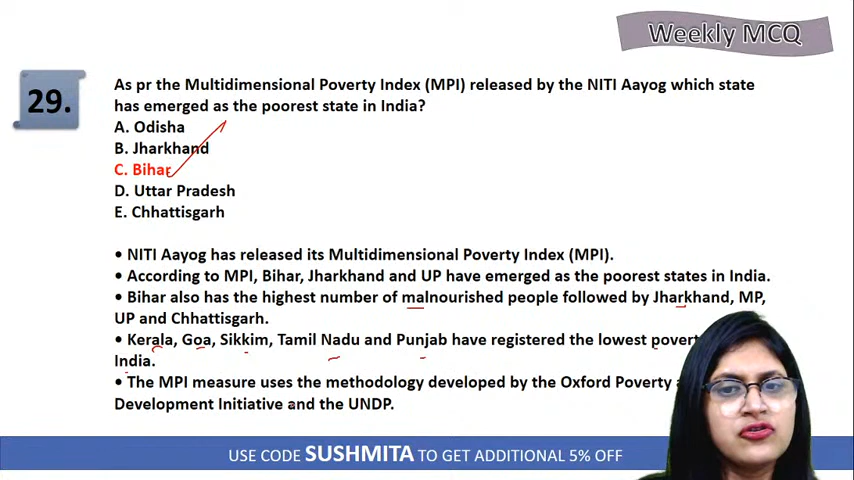 Weekly MCQ
29.
As pr the Multidimensional Poverty Index (MPI) released by the NITI Aayog which state
has emerged as the poorest state in India?
A. Odisha
B. Jharkhand
C. Bihar
D. Uttar Pradesh
E. Chhattisgarh
• NITI Aayog has released its Multidimensional Poverty Index (MPI).
• According to MPI, Bihar, Jharkhand and UP have emerged as the poorest states in India.
• Bihar also has the highest number of malnourished people followed by Jharkhand, MP,
UP and Chhattisgarh.
• Kerala, Goa, Sikkim, Tamil Nadu and Punjab have registered the lowest
India.
• The MPI measure uses the methodology developed by the Oxford Poverty
Development Initiative and the UNDP.
USE CODE SUSHMITA TO GET ADDITIONAL 5% OFF